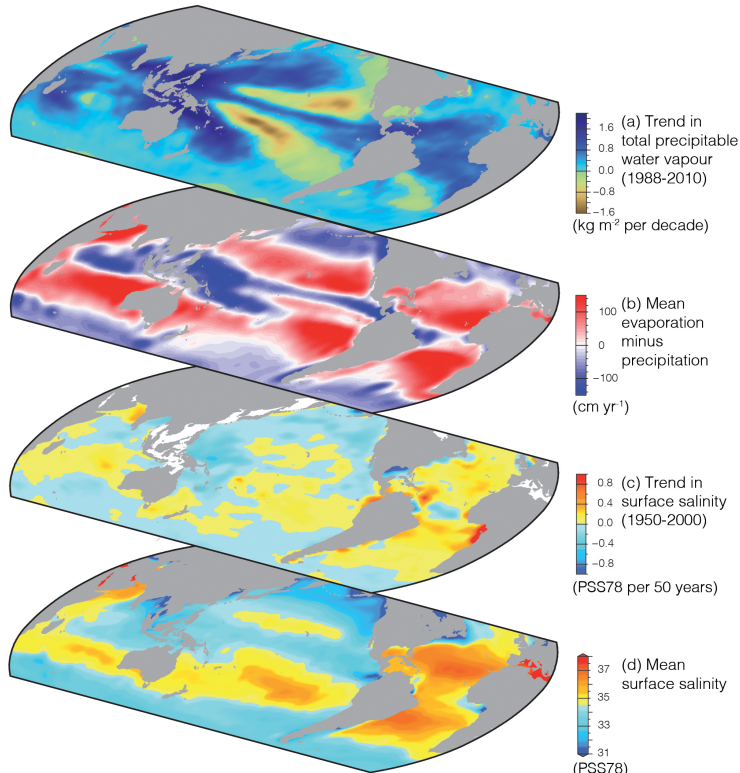 1.6
0.8
0.0
−0.8
−1.6
(a) Trend in
total precipitable
water vapour
(1988-2010)
(kg m⁻² per decade)
100
0
−100
(b) Mean
evaporation
minus
precipitation
(cm yr⁻¹)
0.8
0.4
0.0
−0.4
−0.8
(c) Trend in
surface salinity
(1950-2000)
(PSS78 per 50 years)
37
35
33
31
(d) Mean
surface salinity
(PSS78)